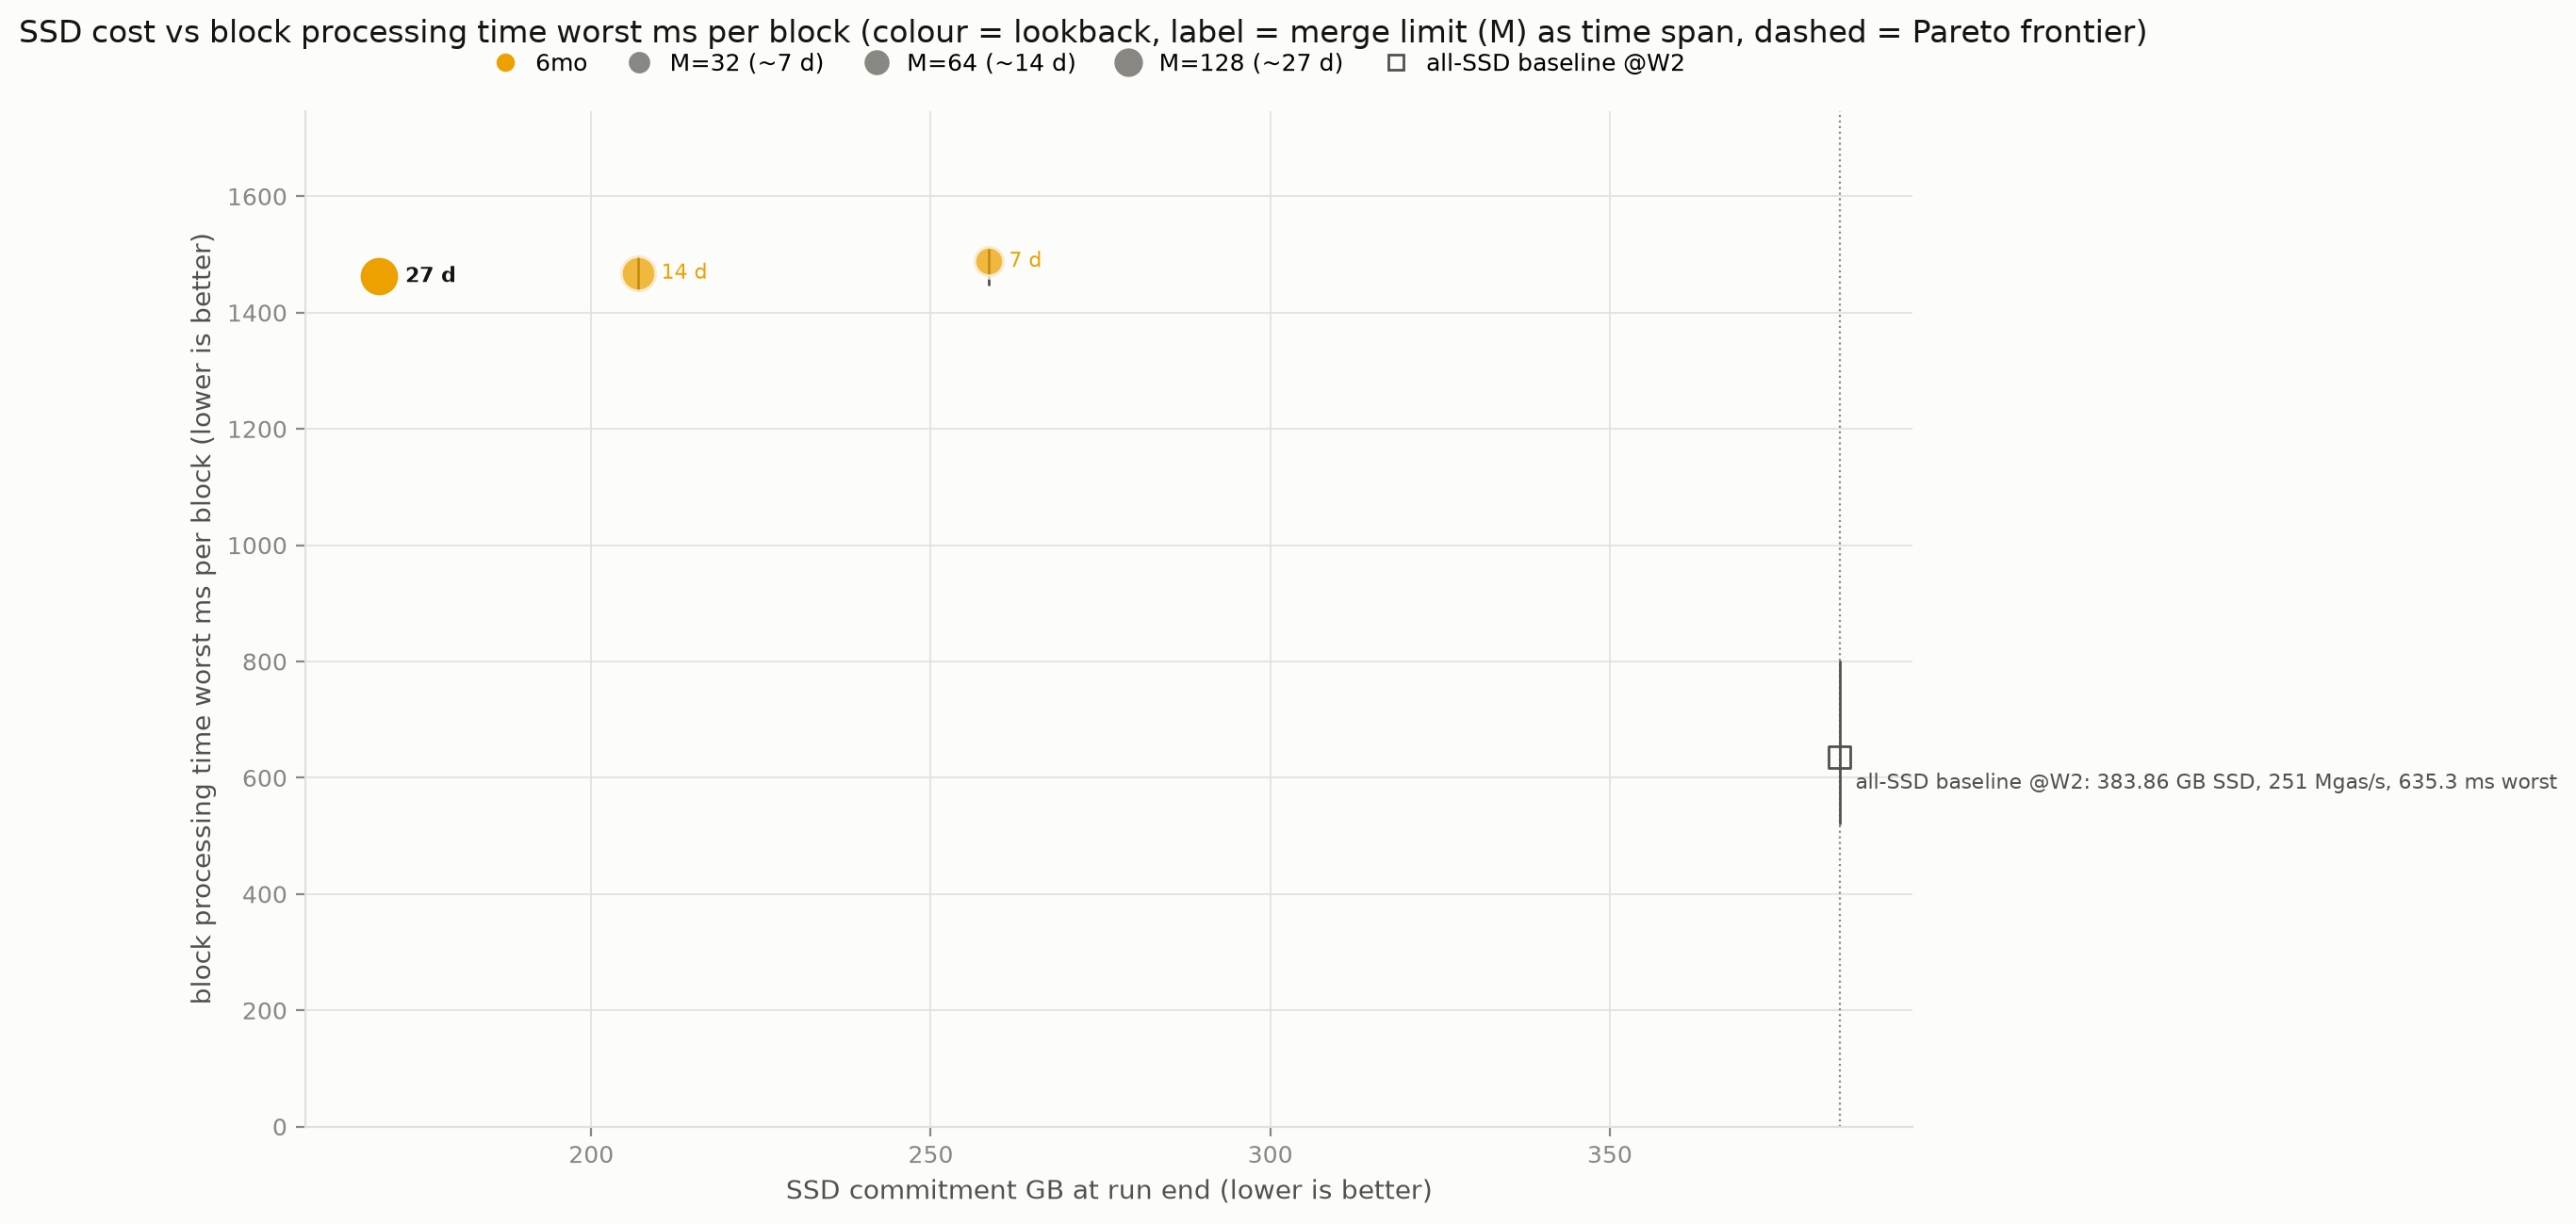 SSD cost vs block processing time worst ms per block (colour = lookback, label = merge limit (M) as time span, dashed = Pareto frontier)
6mo M=32 (~7 d) M=64 (~14 d) M=128 (~27 d) all-SSD baseline @W2
block processing time worst ms per block (lower is better)
1600
1400
1200
1000
800
600
400
200
0
27 d
14 d
7 d
all-SSD baseline @W2: 383.86 GB SSD, 251 Mgas/s, 635.3 ms worst
200 250 300 350
SSD commitment GB at run end (lower is better)